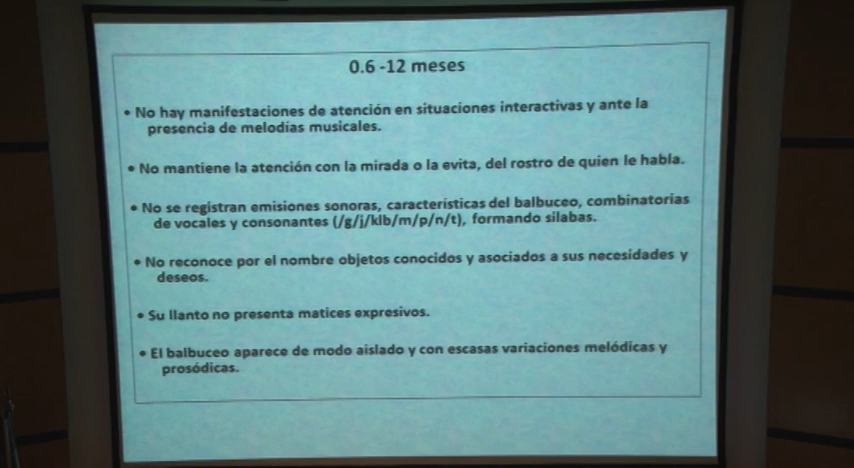 0.6 -12 meses
• No hay manifestaciones de atención en situaciones interactivas y ante la
presencia de melodías musicales.
• No mantiene la atención con la mirada o la evita, del rostro de quien le habla.
• No se registran emisiones sonoras, características del balbuceo, combinatorias
de vocales y consonantes (/g/j/klb/m/p/n/t), formando silabas.
• No reconoce por el nombre objetos conocidos y asociados a sus necesidades y
deseos.
• Su llanto no presenta matices expresivos.
• El balbuceo aparece de modo aislado y con escasas variaciones melódicas y
prosódicas.